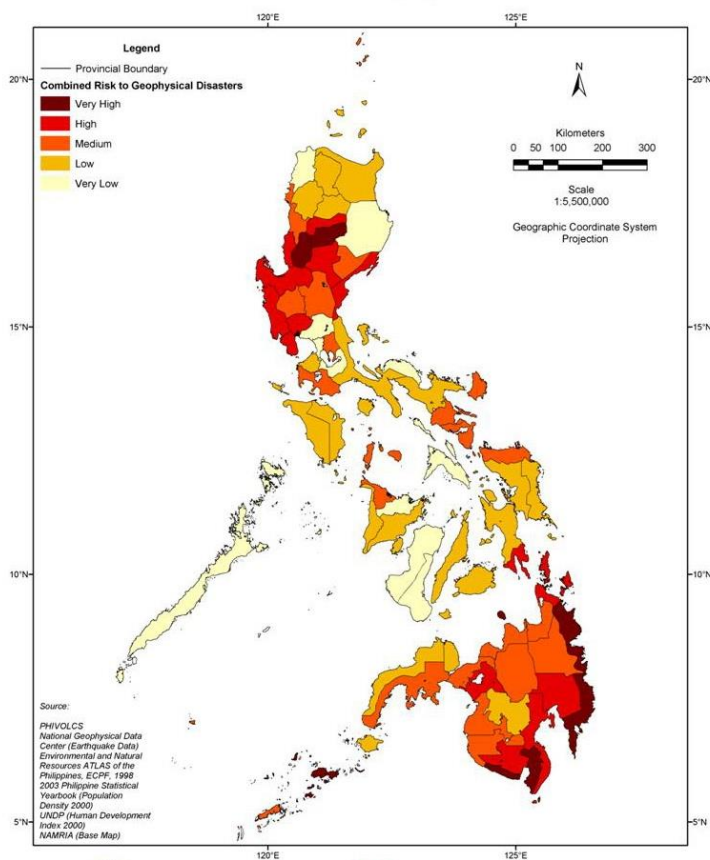 120°E
125°E
Legend
Provincial Boundary
Combined Risk to Geophysical Disasters
Very High
High
Medium
Low
Very Low
20°N
20°N
N
Kilometers
0 50 100 200 300
Scale
1:5,500,000
Geographic Coordinate System
Projection
15°N
15°N
10°N
10°N
Source:
PHIVOLCS
National Geophysical Data
Center (Earthquake Data)
Environmental and Natural
Resources ATLAS of the
Philippines, ECPF, 1998
2003 Philippine Statistical
Yearbook (Population
Density 2000)
UNDP (Human Development
Index 2000)
NAMRIA (Base Map)
5°N
5°N
120°E
125°E